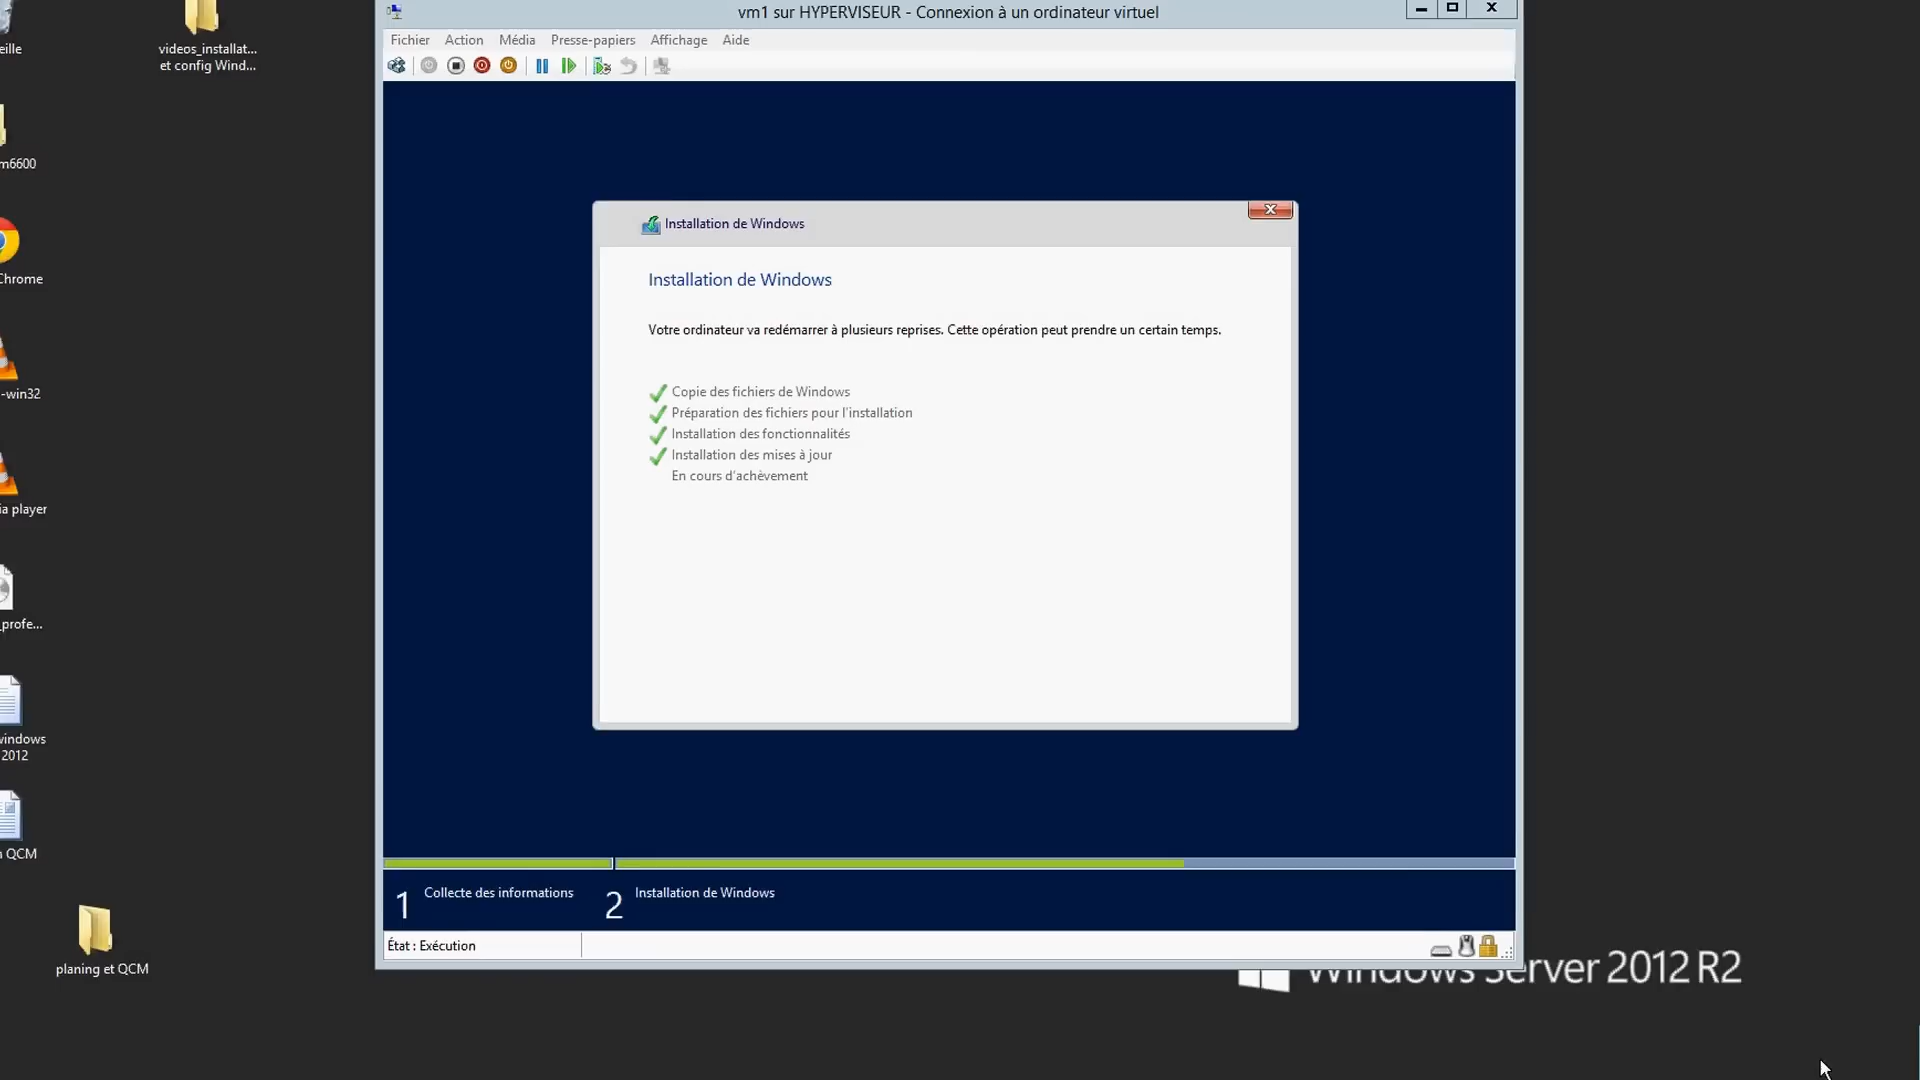 eille
videos_installat...
et config Wind...
m6600
Chrome
-win32
ia player
_profe...
windows
2012
QCM
planing et QCM
vm1 sur HYPERVISEUR - Connexion à un ordinateur virtuel
Fichier Action Média Presse-papiers Affichage Aide
Installation de Windows
Installation de Windows
Votre ordinateur va redémarrer à plusieurs reprises. Cette opération peut prendre un certain temps.
Copie des fichiers de Windows
Préparation des fichiers pour l'installation
Installation des fonctionnalités
Installation des mises à jour
En cours d'achèvement
1 Collecte des informations 2 Installation de Windows
État : Exécution
Windows Server 2012 R2